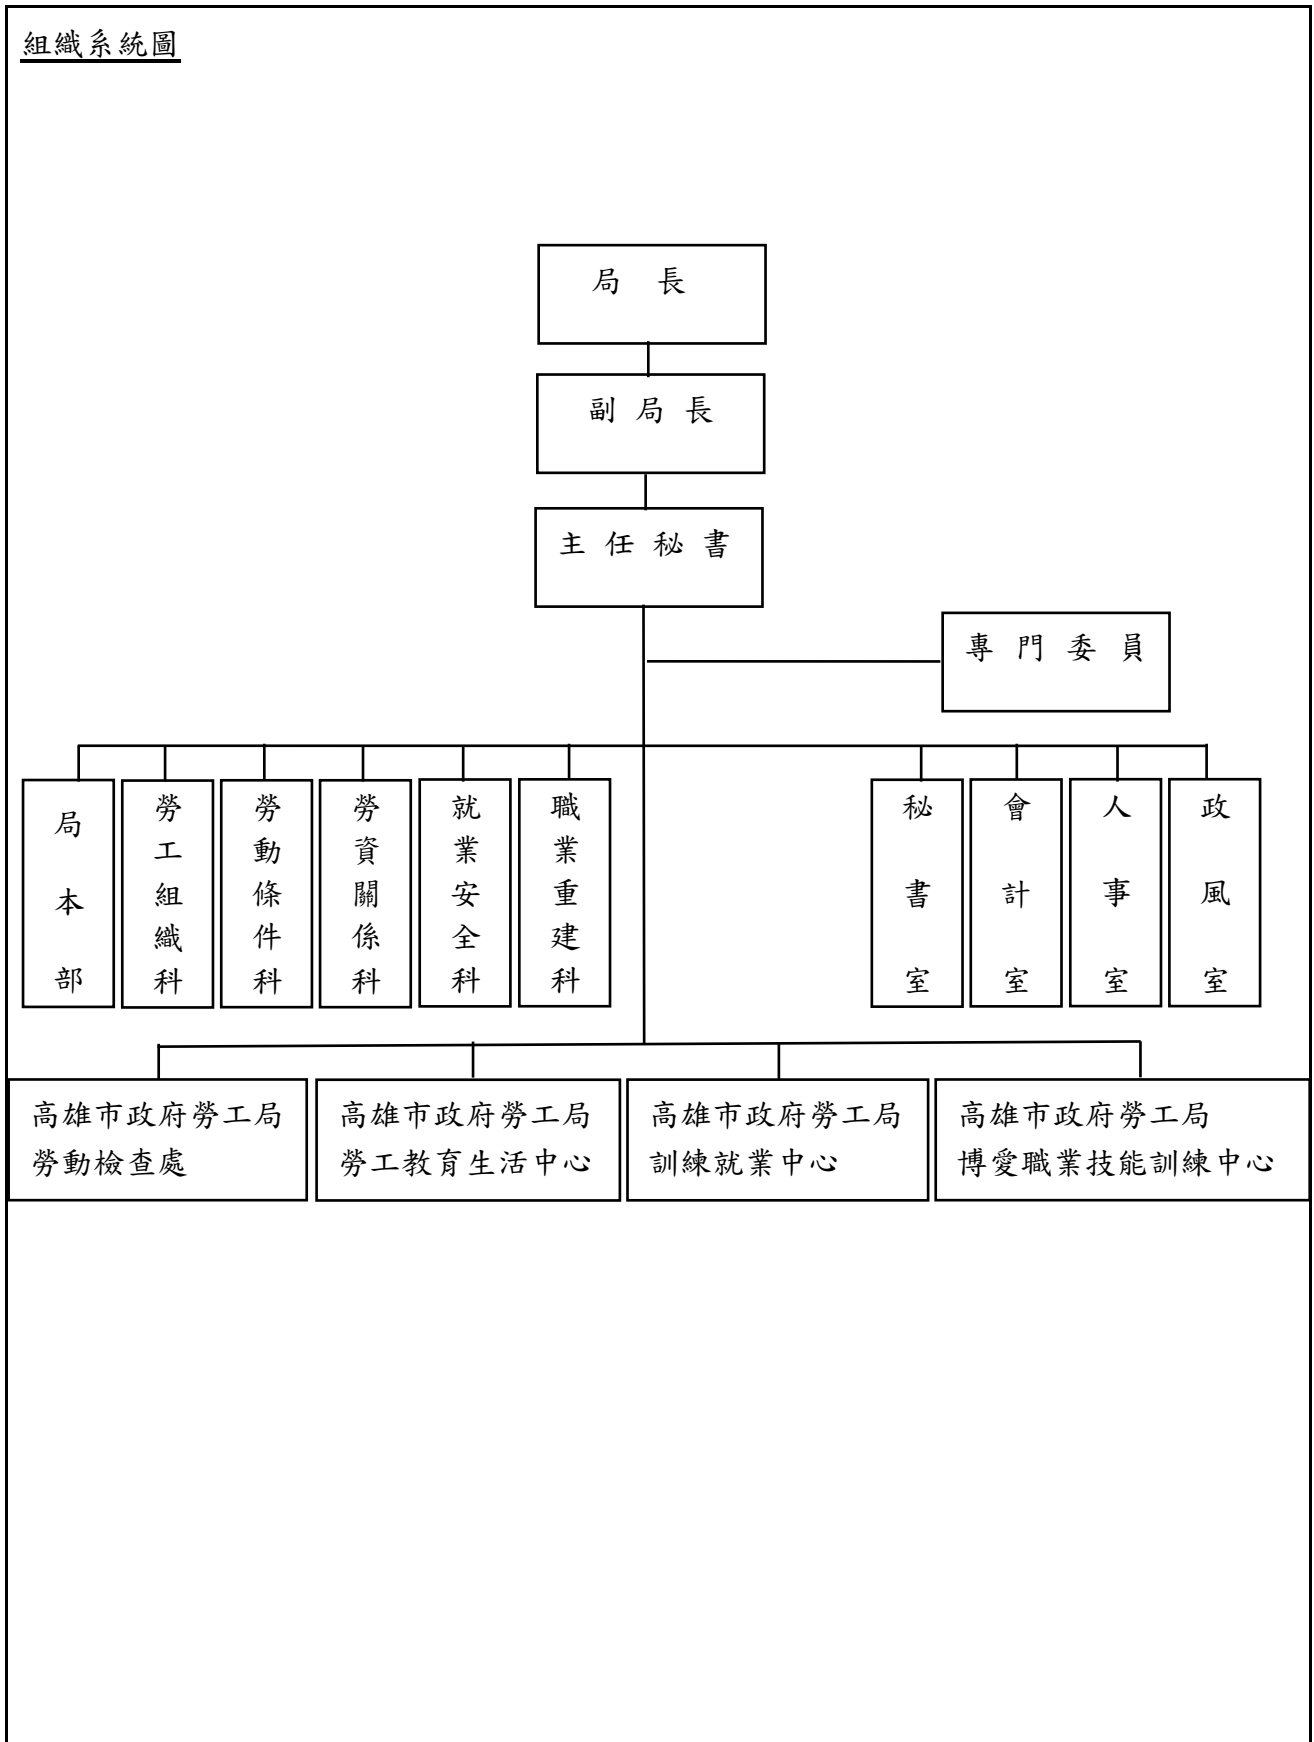 組織系統圖
局長
副局長
主任秘書
專門委員
局本部
勞工組織科
勞動條件科
勞資關係科
就業安全科
職業重建科
秘書室
會計室
人事室
政風室
高雄市政府勞工局
勞動檢查處
高雄市政府勞工局
勞工教育生活中心
高雄市政府勞工局
訓練就業中心
高雄市政府勞工局
博愛職業技能訓練中心